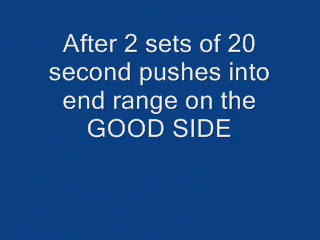 After 2 sets of 20
second pushes into
end range on the
GOOD SIDE